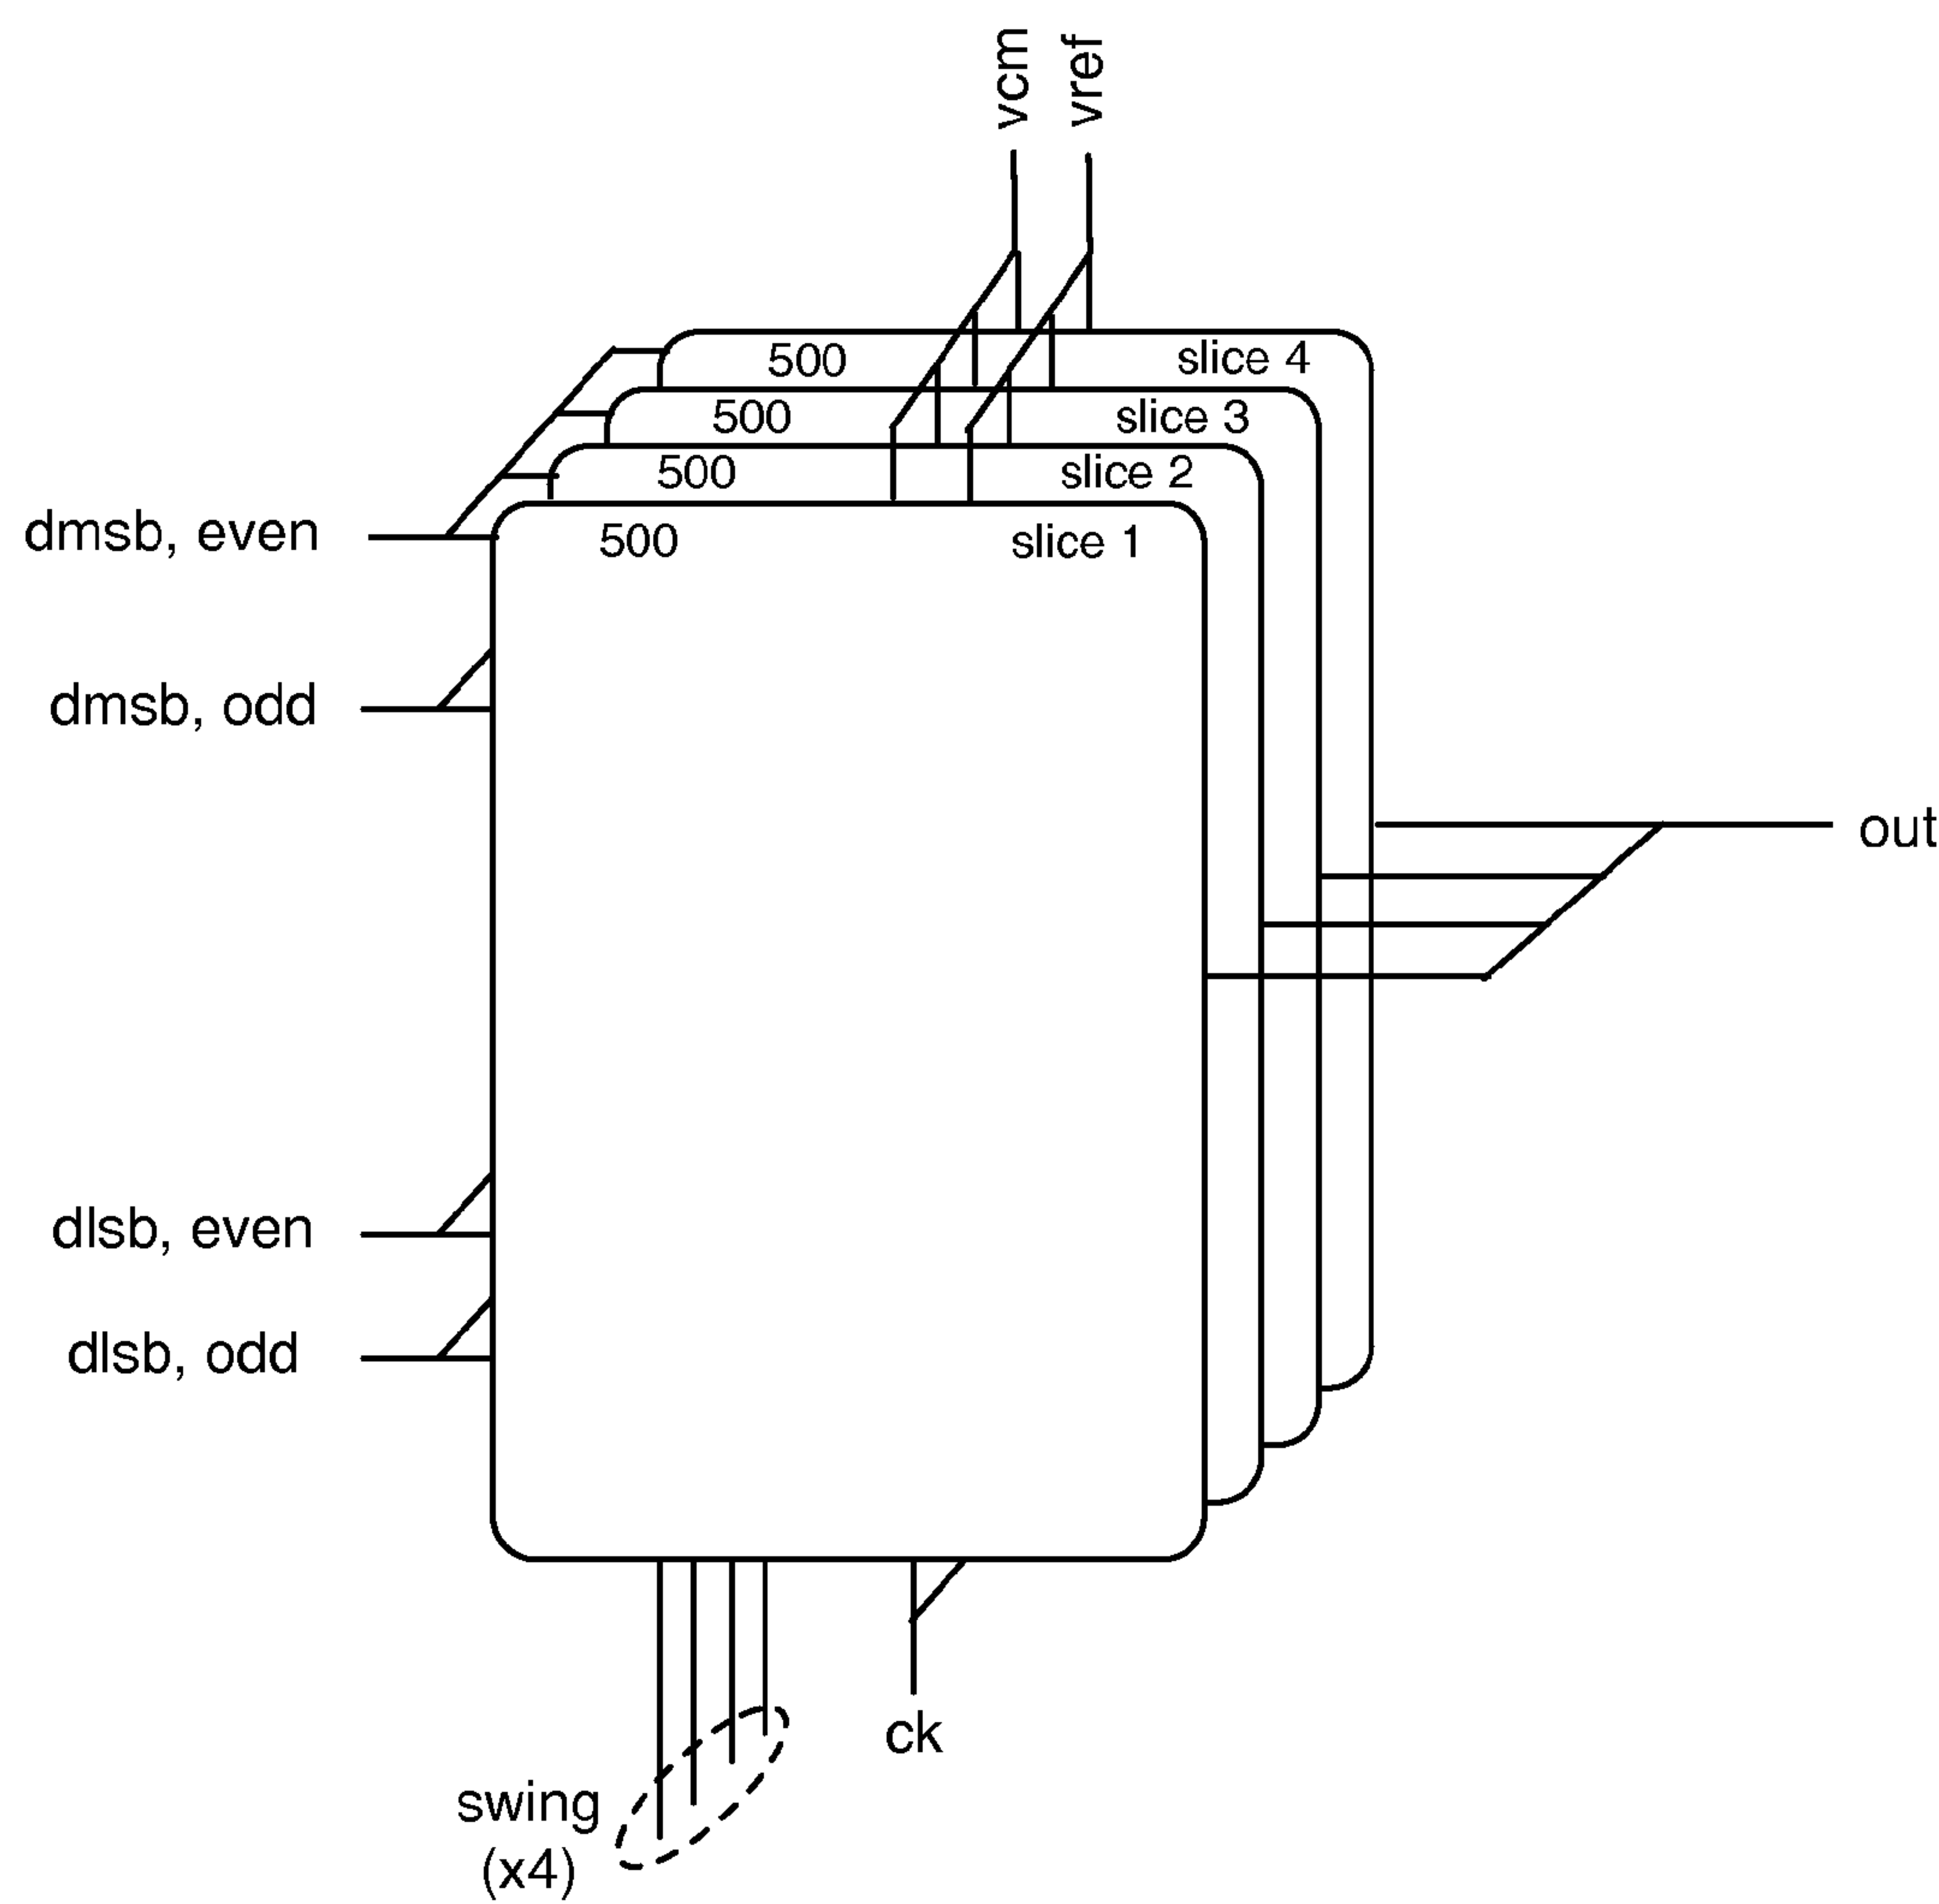 vcm
vref
500 slice 4
500 slice 3
500 slice 2
500 slice 1
dmsb, even
dmsb, odd
out
dlsb, even
dlsb, odd
ck
swing
(x4)